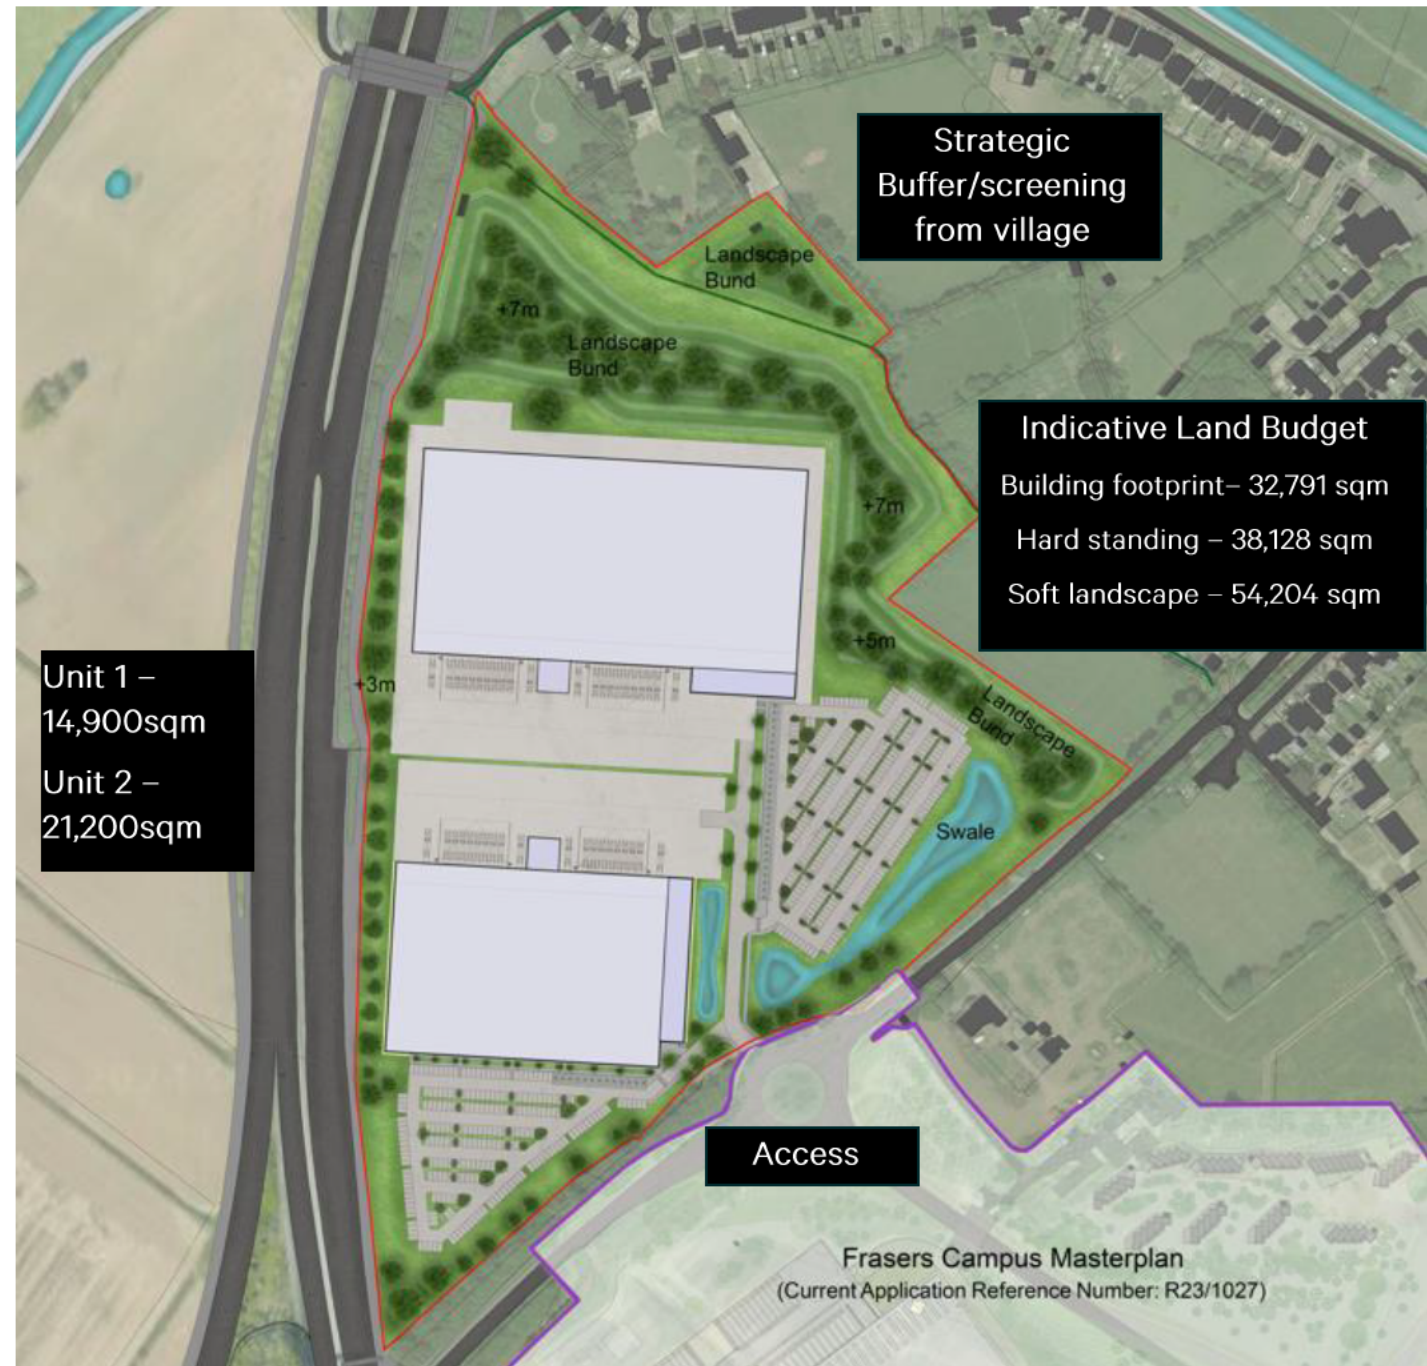 Strategic
Buffer/screening
from village
Landscape
Bund
+7m
Landscape
Bund
Indicative Land Budget
Building footprint– 32,791 sqm
Hard standing – 38,128 sqm
Soft landscape – 54,204 sqm
+7m
+5m
Unit 1 –
14,900sqm
Unit 2 –
21,200sqm
+3m
Landscape
Bund
Swale
Access
Frasers Campus Masterplan
(Current Application Reference Number: R23/1027)